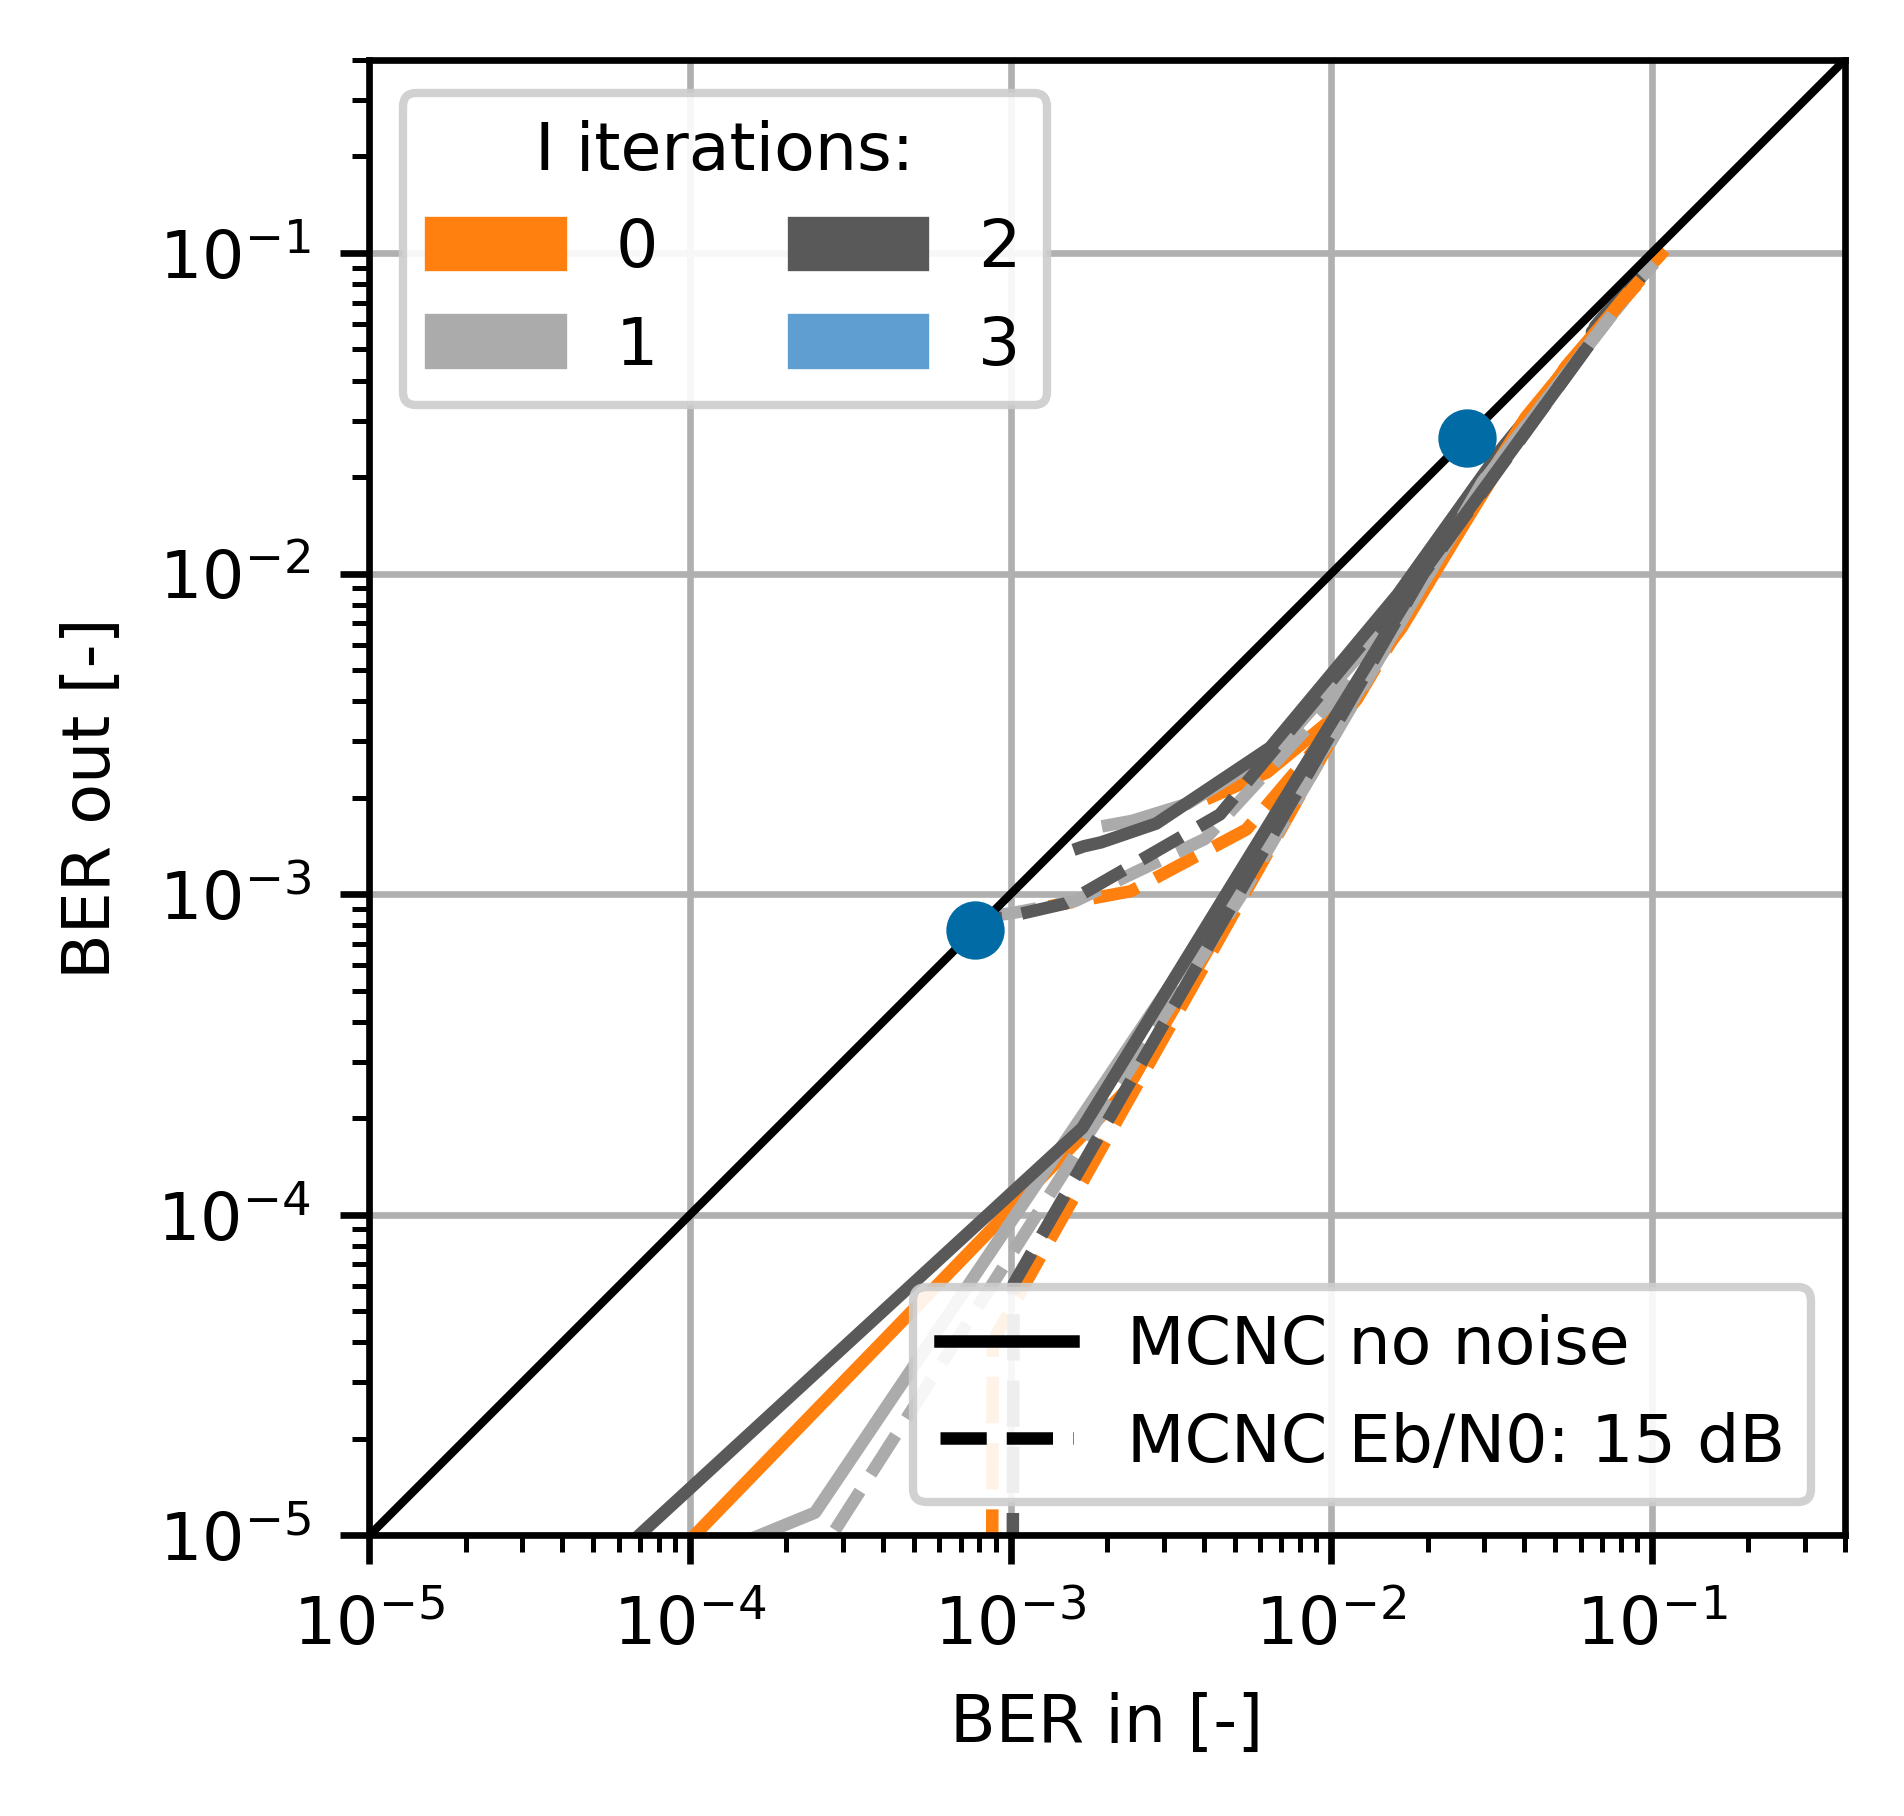 I iterations:
0 2
1 3
10⁻¹
10⁻²
10⁻³
10⁻⁴
10⁻⁵
BER out [-]
MCNC no noise
MCNC Eb/N0: 15 dB
10⁻⁵ 10⁻⁴ 10⁻³ 10⁻² 10⁻¹
BER in [-]